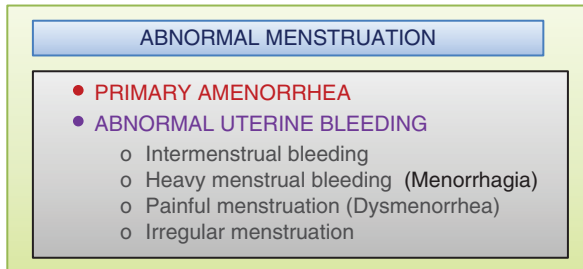 ABNORMAL MENSTRUATION
• PRIMARY AMENORRHEA
• ABNORMAL UTERINE BLEEDING
o Intermenstrual bleeding
o Heavy menstrual bleeding (Menorrhagia)
o Painful menstruation (Dysmenorrhea)
o Irregular menstruation